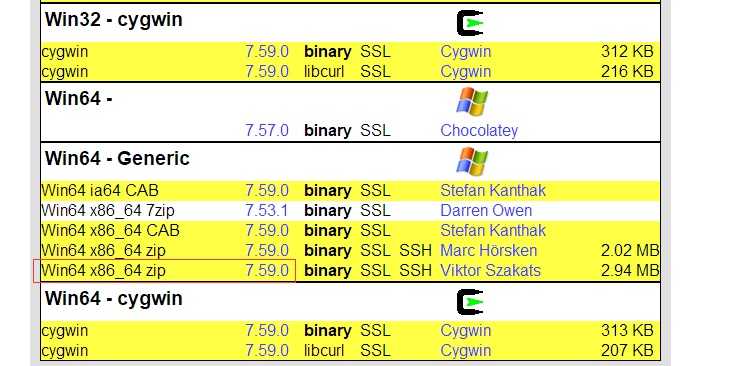 Win32 - cygwin
cygwin 7.59.0 binary SSL Cygwin 312 KB
cygwin 7.59.0 libcurl SSL Cygwin 216 KB
Win64 -
7.57.0 binary SSL Chocolatey
Win64 - Generic
Win64 ia64 CAB 7.59.0 binary SSL Stefan Kanthak
Win64 x86_64 7zip 7.53.1 binary SSL Darren Owen
Win64 x86_64 CAB 7.59.0 binary SSL Stefan Kanthak
Win64 x86_64 zip 7.59.0 binary SSL SSH Marc Hörsken 2.02 MB
Win64 x86_64 zip 7.59.0 binary SSL SSH Viktor Szakats 2.94 MB
Win64 - cygwin
cygwin 7.59.0 binary SSL Cygwin 313 KB
cygwin 7.59.0 libcurl SSL Cygwin 207 KB